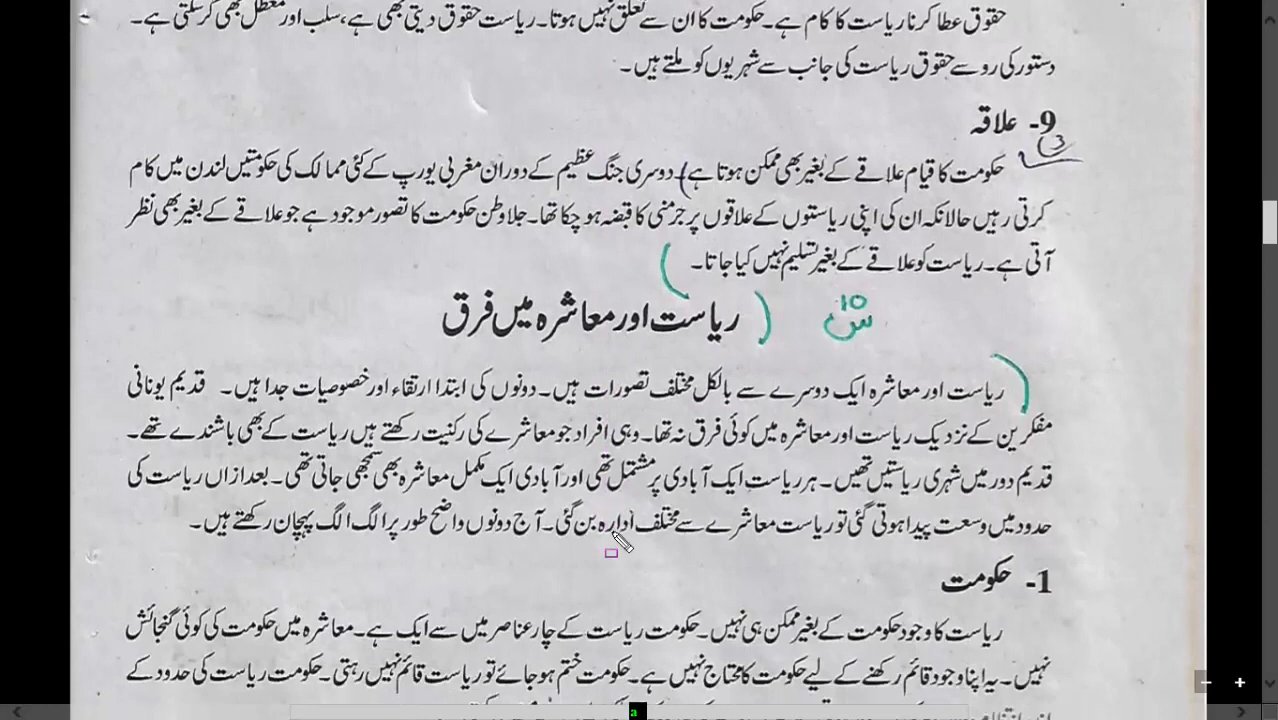 حقوق عطا کرنا ریاست کا کام ہے۔ حکومت کا ان سے تعلق نہیں ہوتا۔ ریاست حقوق دیتی بھی ہے، سلب اور معطل بھی کر سکتی ہے۔
دستور کی رو سے حقوق ریاست کی جانب سے شہریوں کو ملتے ہیں۔
9- علاقہ
حکومت کا قیام علاقے کے بغیر بھی ممکن ہوتا ہے۔ دوسری جنگ عظیم کے دوران مغربی یورپ کے کئی ممالک کی حکومتیں لندن میں کام
کرتی رہیں حالانکہ ان کی اپنی ریاستوں کے علاقوں پر جرمنی کا قبضہ ہو چکا تھا۔ جلاوطن حکومت کا تصور موجود ہے جو علاقے کے بغیر بھی نظر
آتی ہے۔ ریاست کو علاقے کے بغیر تسلیم نہیں کیا جاتا۔
ریاست اور معاشرہ میں فرق
س 10
ریاست اور معاشرہ ایک دوسرے سے بالکل مختلف تصورات ہیں۔ دونوں کی ابتدا ارتقاء اور خصوصیات جدا ہیں۔ قدیم یونانی
مفکرین کے نزدیک ریاست اور معاشرہ میں کوئی فرق نہ تھا۔ وہی افراد جو معاشرے کی رکنیت رکھتے ہیں ریاست کے بھی باشندے تھے۔
قدیم دور میں شہری ریاستیں تھیں۔ ہر ریاست ایک آبادی پر مشتمل تھی اور آبادی ایک مکمل معاشرہ بھی سمجھی جاتی تھی۔ بعد ازاں ریاست کی
حدود میں وسعت پیدا ہوتی گئی تو ریاست معاشرے سے مختلف ادارہ بن گئی۔ آج دونوں واضح طور پر الگ الگ پہچان رکھتے ہیں۔
1- حکومت
ریاست کا وجود حکومت کے بغیر ممکن ہی نہیں۔ حکومت ریاست کے چار عناصر میں سے ایک ہے۔ معاشرہ میں حکومت کی کوئی گنجائش
نہیں۔ یہ اپنا وجود قائم رکھنے کے لیے حکومت کا محتاج نہیں ہے۔ حکومت ختم ہو جائے تو ریاست قائم نہیں رہتی۔ حکومت ریاست کی حدود کے
a